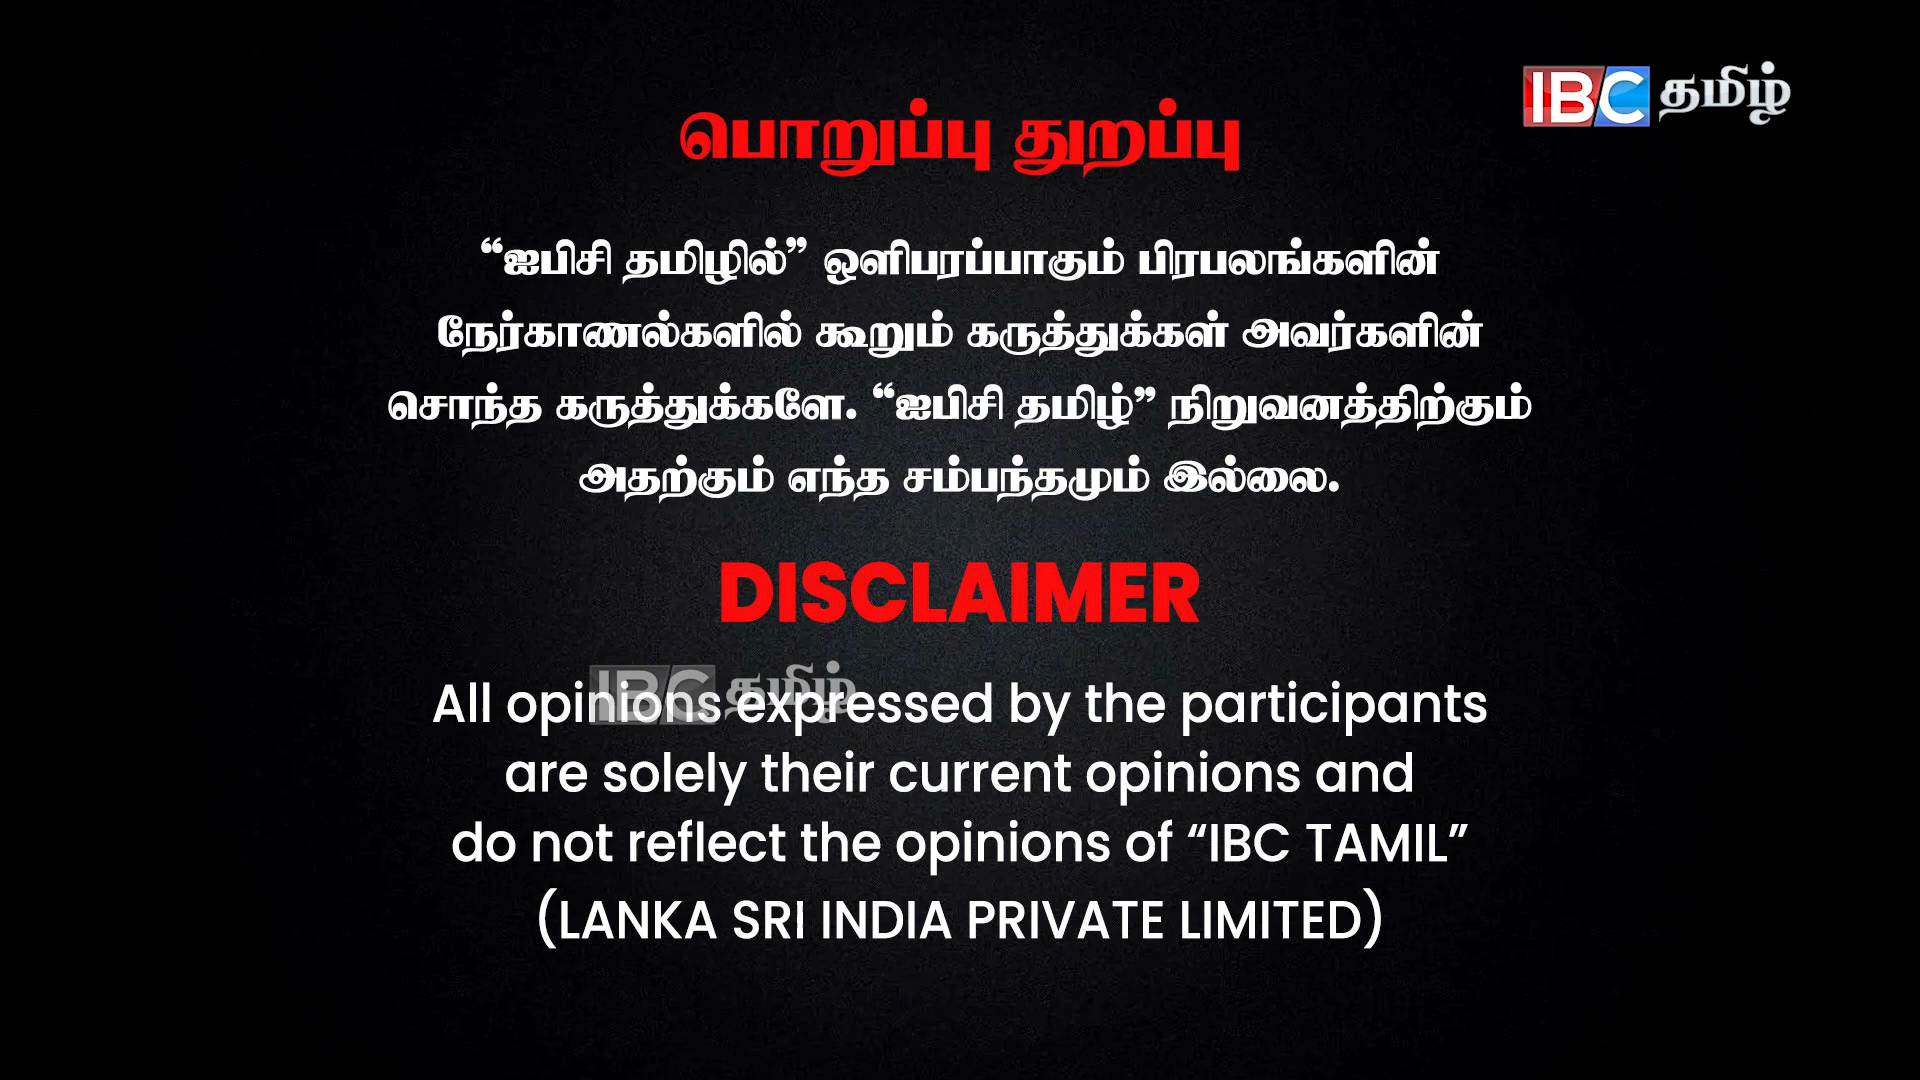 IBC தமிழ்
பொறுப்பு துறப்பு
“ஐபிசி தமிழில்” ஒளிபரப்பாகும் பிரபலங்களின்
நேர்காணல்களில் கூறும் கருத்துக்கள் அவர்களின்
சொந்த கருத்துக்களே. “ஐபிசி தமிழ்” நிறுவனத்திற்கும்
அதற்கும் எந்த சம்பந்தமும் இல்லை.
DISCLAIMER
IBC தமிழ்
All opinions expressed by the participants
are solely their current opinions and
do not reflect the opinions of “IBC TAMIL”
(LANKA SRI INDIA PRIVATE LIMITED)